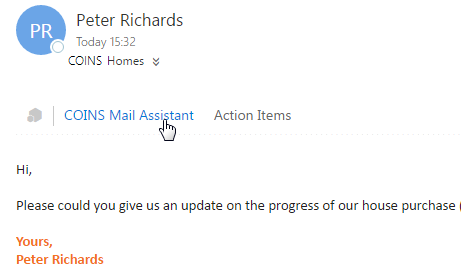 PR
Peter Richards
Today 15:32
COINS Homes
COINS Mail Assistant Action Items
Hi,
Please could you give us an update on the progress of our house purchase (
Yours,
Peter Richards